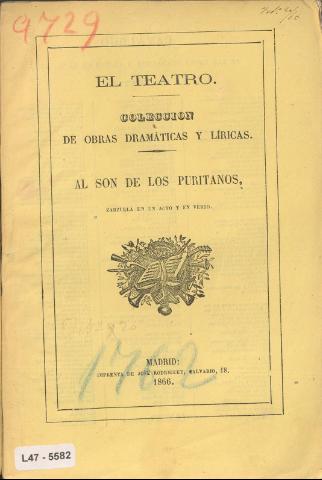 9729
EL TEATRO.
COLECCION
DE OBRAS DRAMÁTICAS Y LÍRICAS.
AL SON DE LOS PURITANOS,
ZARZUELA EN UN ACTO Y EN VERSO.
1762
MADRID:
IMPRENTA DE JOSÉ RODRIGUEZ, CALVARIO, 18.
1866.
L47 - 5582